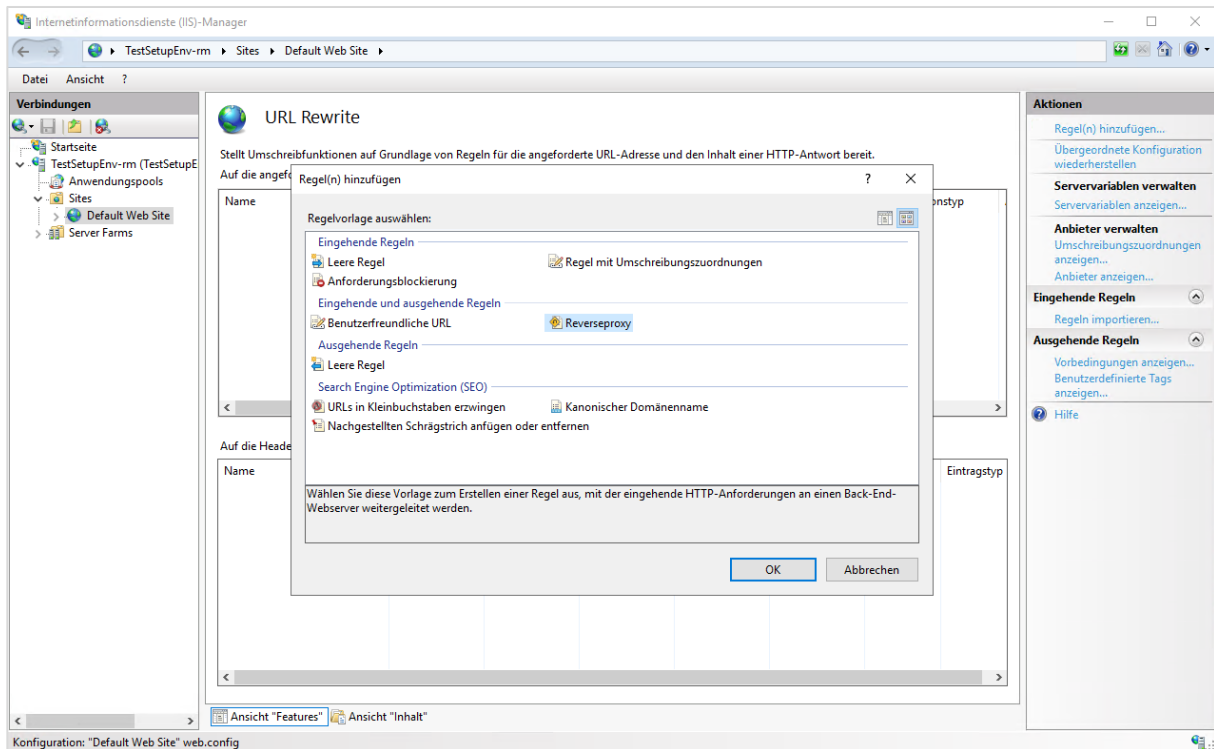 Internetinformationsdienste (IIS)-Manager
TestSetupEnv-rm Sites Default Web Site
Datei Ansicht ?
Verbindungen
Startseite
TestSetupEnv-rm (TestSetupE
Anwendungspools
Sites
Default Web Site
Server Farms
URL Rewrite
Stellt Umschreibfunktionen auf Grundlage von Regeln für die angeforderte URL-Adresse und den Inhalt einer HTTP-Antwort bereit.
Auf die angefo
Name
onstyp
Regel(n) hinzufügen
?
Regelvorlage auswählen:
Eingehende Regeln
Leere Regel
Regel mit Umschreibungszuordnungen
Anforderungsblockierung
Eingehende und ausgehende Regeln
Benutzerfreundliche URL
Reverseproxy
Ausgehende Regeln
Leere Regel
Search Engine Optimization (SEO)
URLs in Kleinbuchstaben erzwingen
Kanonischer Domänenname
Nachgestellten Schrägstrich anfügen oder entfernen
Wählen Sie diese Vorlage zum Erstellen einer Regel aus, mit der eingehende HTTP-Anforderungen an einen Back-End-
Webserver weitergeleitet werden.
OK
Abbrechen
Auf die Heade
Name
Eintragstyp
Ansicht "Features"
Ansicht "Inhalt"
Aktionen
Regel(n) hinzufügen...
Übergeordnete Konfiguration
wiederherstellen
Servervariablen verwalten
Servervariablen anzeigen...
Anbieter verwalten
Umschreibungszuordnungen
anzeigen...
Anbieter anzeigen...
Eingehende Regeln
Regeln importieren...
Ausgehende Regeln
Vorbedingungen anzeigen...
Benutzerdefinierte Tags
anzeigen...
Hilfe
Konfiguration: "Default Web Site" web.config